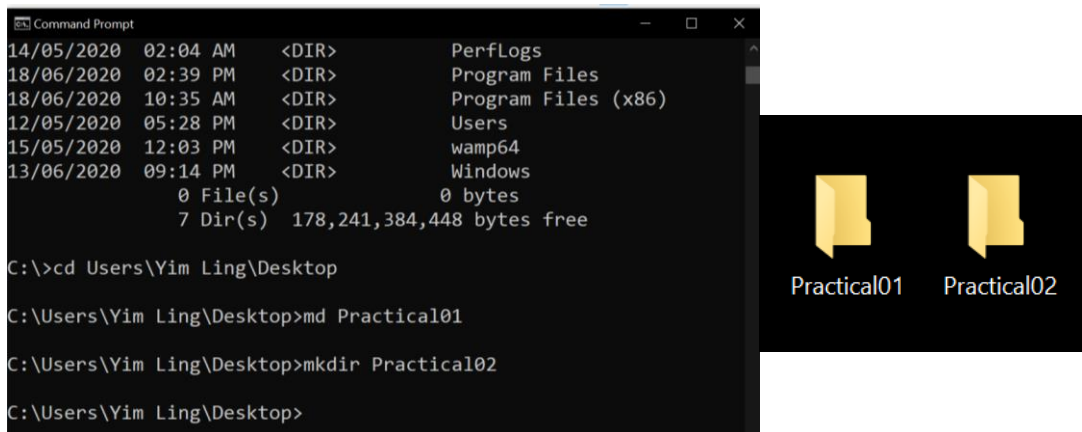 Command Prompt
14/05/2020  02:04 AM    <DIR>          PerfLogs
18/06/2020  02:39 PM    <DIR>          Program Files
18/06/2020  10:35 AM    <DIR>          Program Files (x86)
12/05/2020  05:28 PM    <DIR>          Users
15/05/2020  12:03 PM    <DIR>          wamp64
13/06/2020  09:14 PM    <DIR>          Windows
0 File(s)              0 bytes
7 Dir(s)  178,241,384,448 bytes free
C:\>cd Users\Yim Ling\Desktop
C:\Users\Yim Ling\Desktop>md Practical01
C:\Users\Yim Ling\Desktop>mkdir Practical02
C:\Users\Yim Ling\Desktop>
Practical01 Practical02